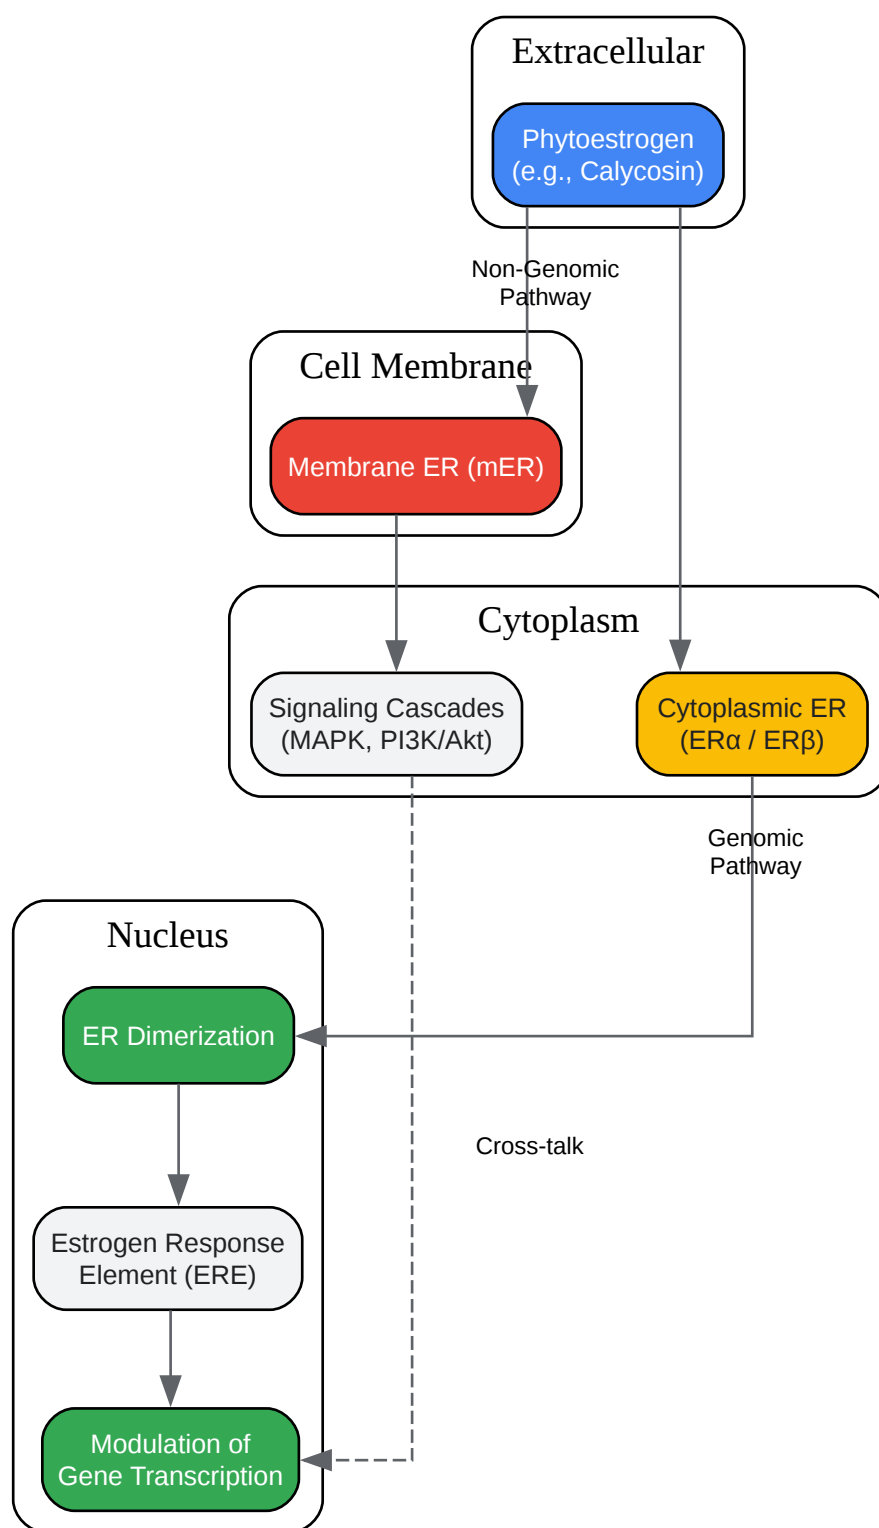 Extracellular
Phytoestrogen
(e.g., Calycosin)
Non-Genomic
Pathway
Cell Membrane
Membrane ER (mER)
Cytoplasm
Signaling Cascades
(MAPK, PI3K/Akt)
Cytoplasmic ER
(ERα / ERβ)
Genomic
Pathway
Nucleus
ER Dimerization
Cross-talk
Estrogen Response
Element (ERE)
Modulation of
Gene Transcription